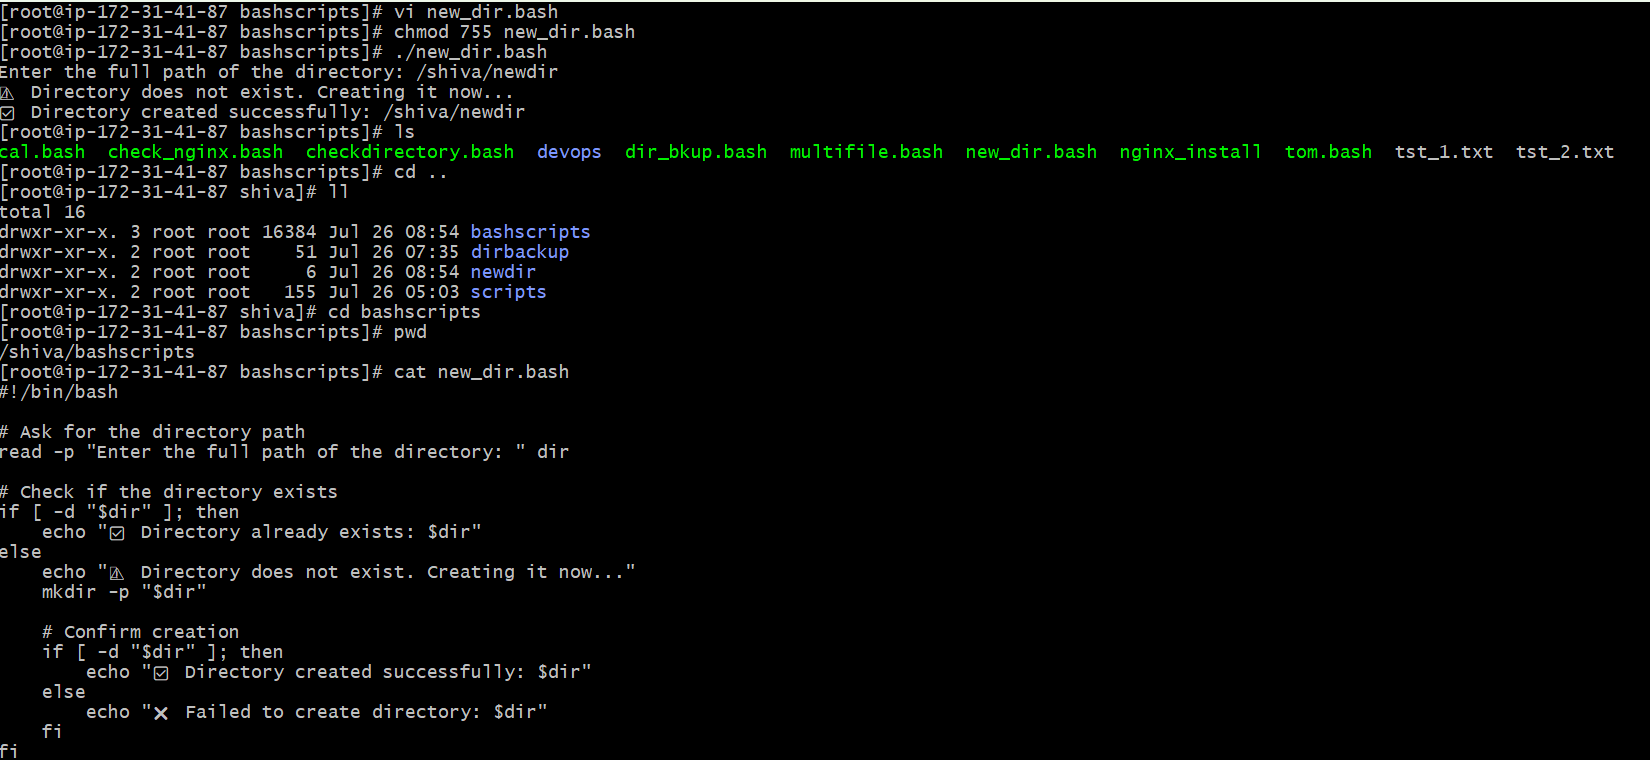 [root@ip-172-31-41-87 bashscripts]# vi new_dir.bash
[root@ip-172-31-41-87 bashscripts]# chmod 755 new_dir.bash
[root@ip-172-31-41-87 bashscripts]# ./new_dir.bash
Enter the full path of the directory: /shiva/newdir
⚠ Directory does not exist. Creating it now...
☑ Directory created successfully: /shiva/newdir
[root@ip-172-31-41-87 bashscripts]# ls
cal.bash  check_nginx.bash  checkdirectory.bash  devops  dir_bkup.bash  multifile.bash  new_dir.bash  nginx_install  tom.bash  tst_1.txt  tst_2.txt
[root@ip-172-31-41-87 bashscripts]# cd ..
[root@ip-172-31-41-87 shiva]# ll
total 16
drwxr-xr-x. 3 root root 16384 Jul 26 08:54 bashscripts
drwxr-xr-x. 2 root root    51 Jul 26 07:35 dirbackup
drwxr-xr-x. 2 root root     6 Jul 26 08:54 newdir
drwxr-xr-x. 2 root root   155 Jul 26 05:03 scripts
[root@ip-172-31-41-87 shiva]# cd bashscripts
[root@ip-172-31-41-87 bashscripts]# pwd
/shiva/bashscripts
[root@ip-172-31-41-87 bashscripts]# cat new_dir.bash
#!/bin/bash

# Ask for the directory path
read -p "Enter the full path of the directory: " dir

# Check if the directory exists
if [ -d "$dir" ]; then
    echo "☑ Directory already exists: $dir"
else
    echo "⚠ Directory does not exist. Creating it now..."
    mkdir -p "$dir"

    # Confirm creation
    if [ -d "$dir" ]; then
        echo "☑ Directory created successfully: $dir"
    else
        echo "❌ Failed to create directory: $dir"
    fi
fi